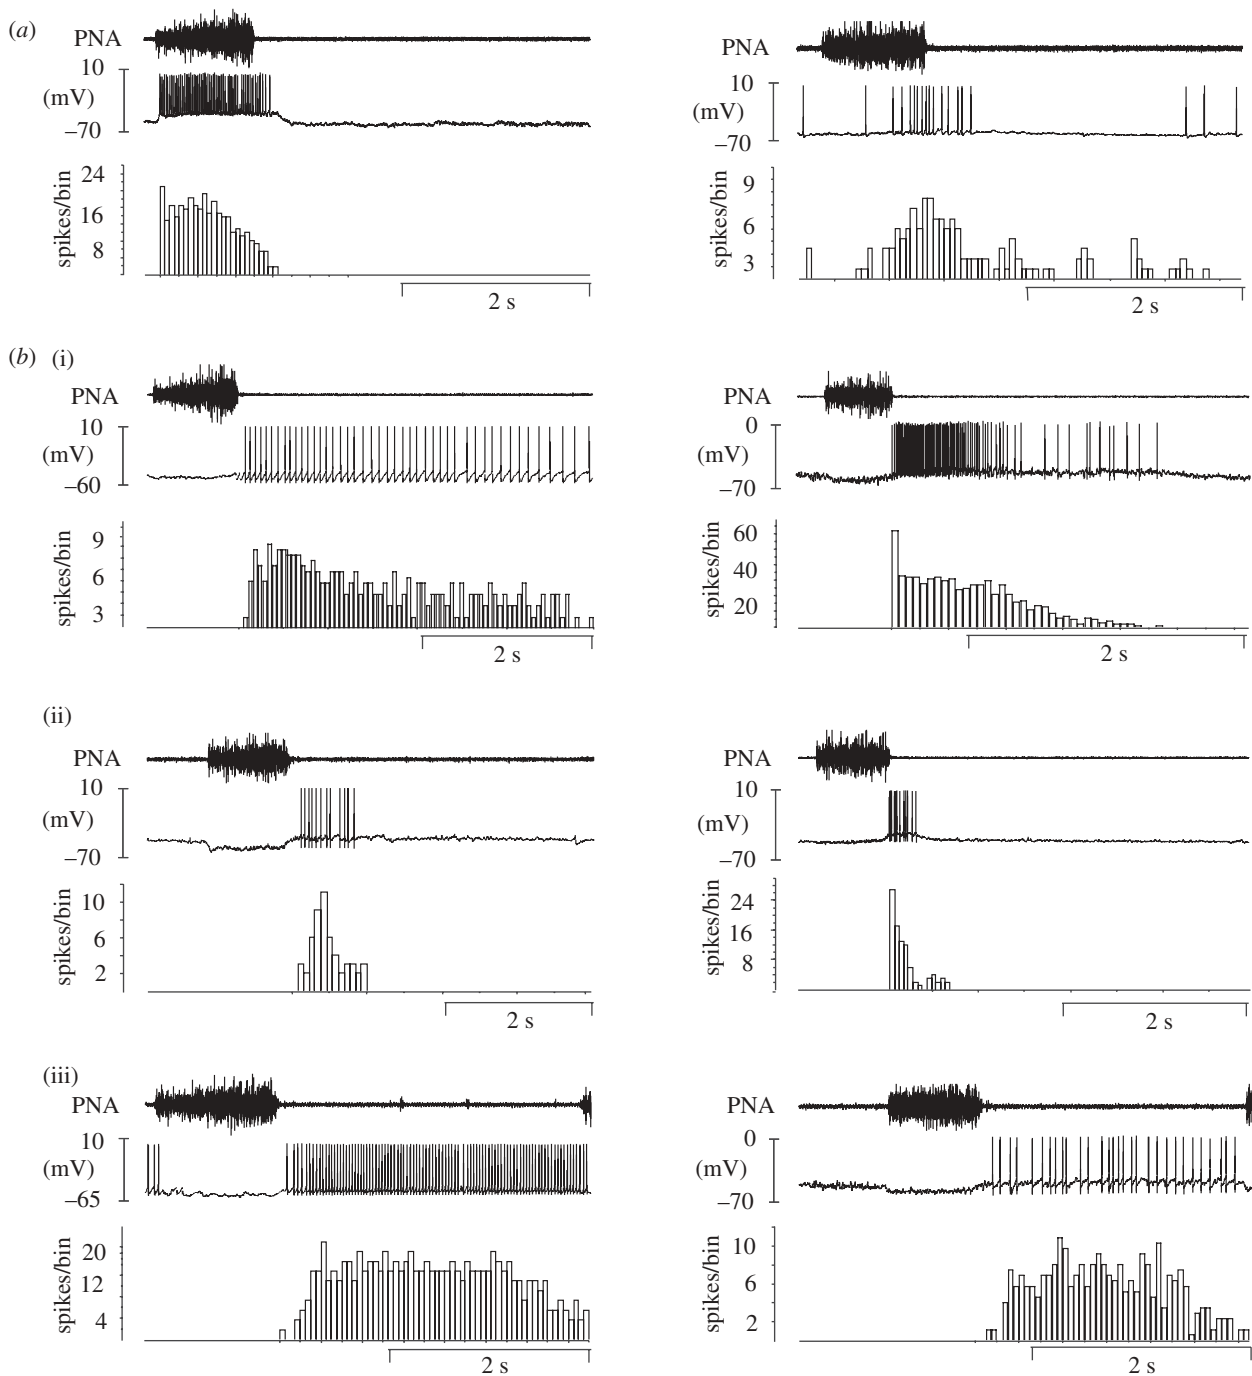 (a)
PNA
10
(mV)
–70
24
16
8
spikes/bin
2 s
PNA
10
(mV)
–70
9
6
3
spikes/bin
2 s
(b) (i)
PNA
10
(mV)
–60
9
6
3
spikes/bin
2 s
PNA
0
(mV)
–70
60
40
20
spikes/bin
2 s
(ii)
PNA
10
(mV)
–70
10
6
2
spikes/bin
2 s
PNA
10
(mV)
–70
24
16
8
spikes/bin
2 s
(iii)
PNA
10
(mV)
–65
20
12
4
spikes/bin
2 s
PNA
0
(mV)
–70
10
6
2
spikes/bin
2 s